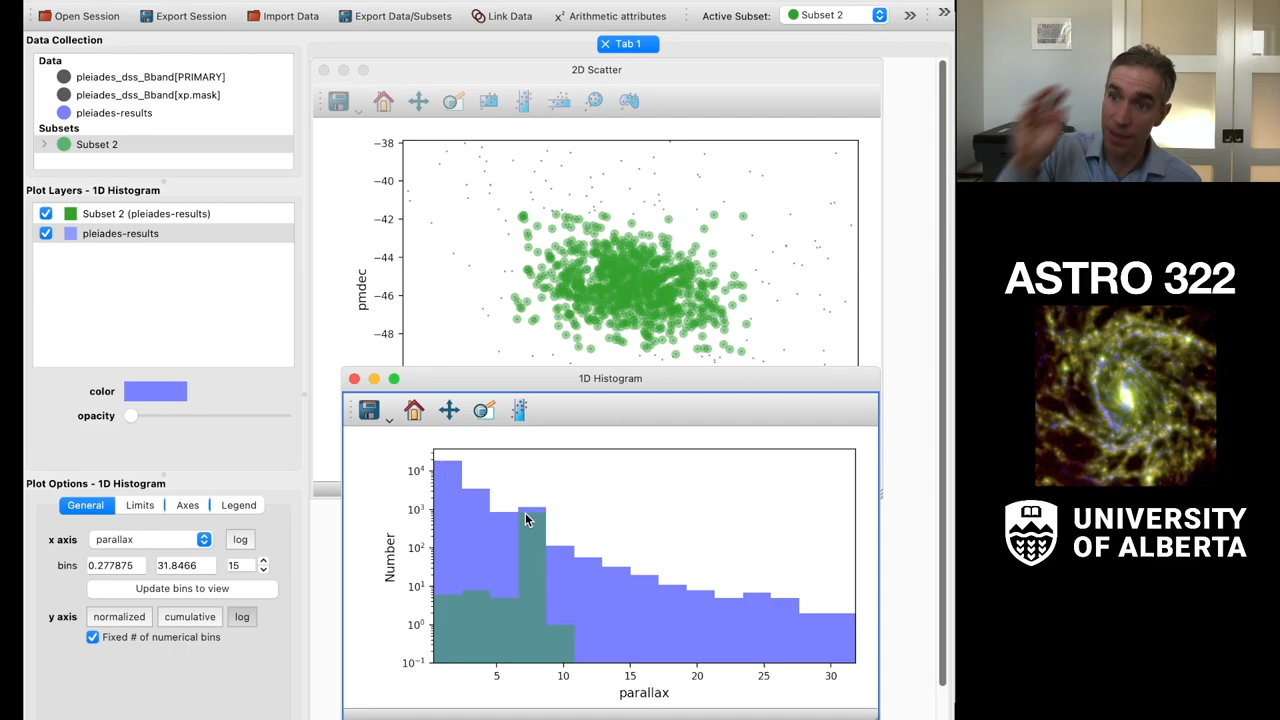 Open Session Export Session Import Data Export Data/Subsets Link Data x² Arithmetic attributes Active Subset: Subset 2
Data Collection
Data
pleiades_dss_Bband[PRIMARY]
pleiades_dss_Bband[xp.mask]
pleiades-results
Subsets
Subset 2
Plot Layers - 1D Histogram
Subset 2 (pleiades-results)
pleiades-results
color
opacity
Plot Options - 1D Histogram
General Limits Axes Legend
x axis parallax log
bins 0.277875 31.8466 15
Update bins to view
y axis normalized cumulative log
Fixed # of numerical bins
Tab 1
2D Scatter
−38
−40
−42
−44
−46
−48
pmdec
1D Histogram
10⁴
10³
10²
10¹
10⁰
10⁻¹
Number
5 10 15 20 25 30
parallax
ASTRO 322
UNIVERSITY
OF ALBERTA